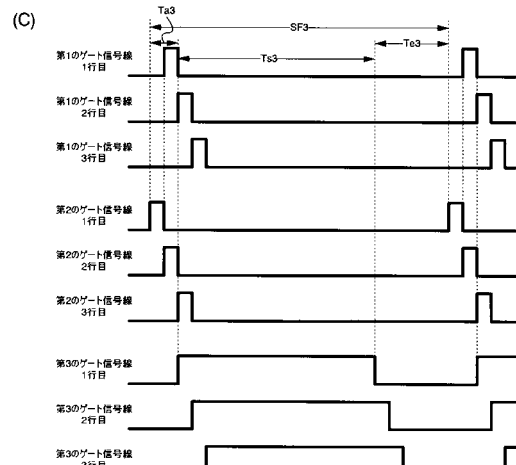 (C)
Ta3
SF3
Ts3
Te3
第1のゲート信号線
1行目
第1のゲート信号線
2行目
第1のゲート信号線
3行目
第2のゲート信号線
1行目
第2のゲート信号線
2行目
第2のゲート信号線
3行目
第3のゲート信号線
1行目
第3のゲート信号線
2行目
第3のゲート信号線